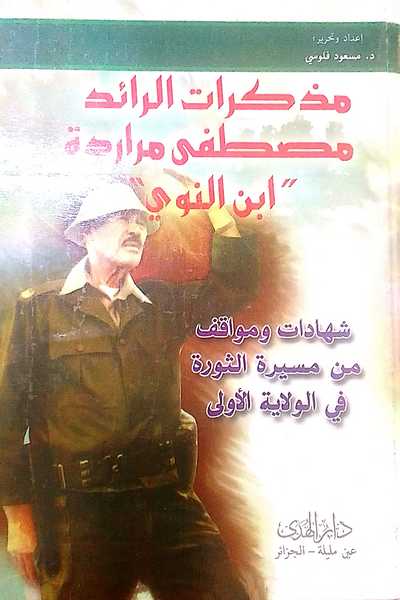 إعداد وتحرير:
د. مسعود فلوسي
مذكرات الرائد
مصطفى مراردة
"ابن النوي"
شهادات ومواقف
من مسيرة الثورة
في الولاية الأولى
دار الهدى
عين مليلة - الجزائر